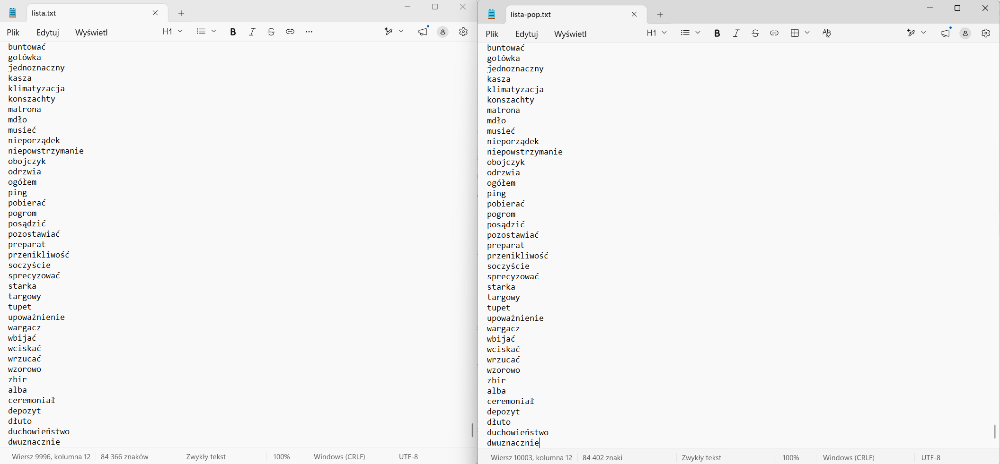 lista.txt
Plik Edytuj Wyświetl H1
buntować
gotówka
jednoznaczny
kasza
klimatyzacja
konszachty
matrona
mdło
musieć
nieporządek
niepowstrzymanie
obojczyk
odrzwia
ogółem
ping
pobierać
pogrom
posądzić
pozostawiać
preparat
przenikliwość
soczyście
sprecyzować
starka
targowy
tupet
upoważnienie
wargacz
wbijać
wciskać
wrzucać
wzorowo
zbir
alba
ceremoniał
depozyt
dłuto
duchowieństwo
dwuznacznie
Wiersz 9996, kolumna 12 84 366 znaków Zwykły tekst 100% Windows (CRLF) UTF-8
lista-pop.txt
Plik Edytuj Wyświetl H1
buntować
gotówka
jednoznaczny
kasza
klimatyzacja
konszachty
matrona
mdło
musieć
nieporządek
niepowstrzymanie
obojczyk
odrzwia
ogółem
ping
pobierać
pogrom
posądzić
pozostawiać
preparat
przenikliwość
soczyście
sprecyzować
starka
targowy
tupet
upoważnienie
wargacz
wbijać
wciskać
wrzucać
wzorowo
zbir
alba
ceremoniał
depozyt
dłuto
duchowieństwo
dwuznacznie
Wiersz 10003, kolumna 12 84 402 znaki Zwykły tekst 100% Windows (CRLF) UTF-8